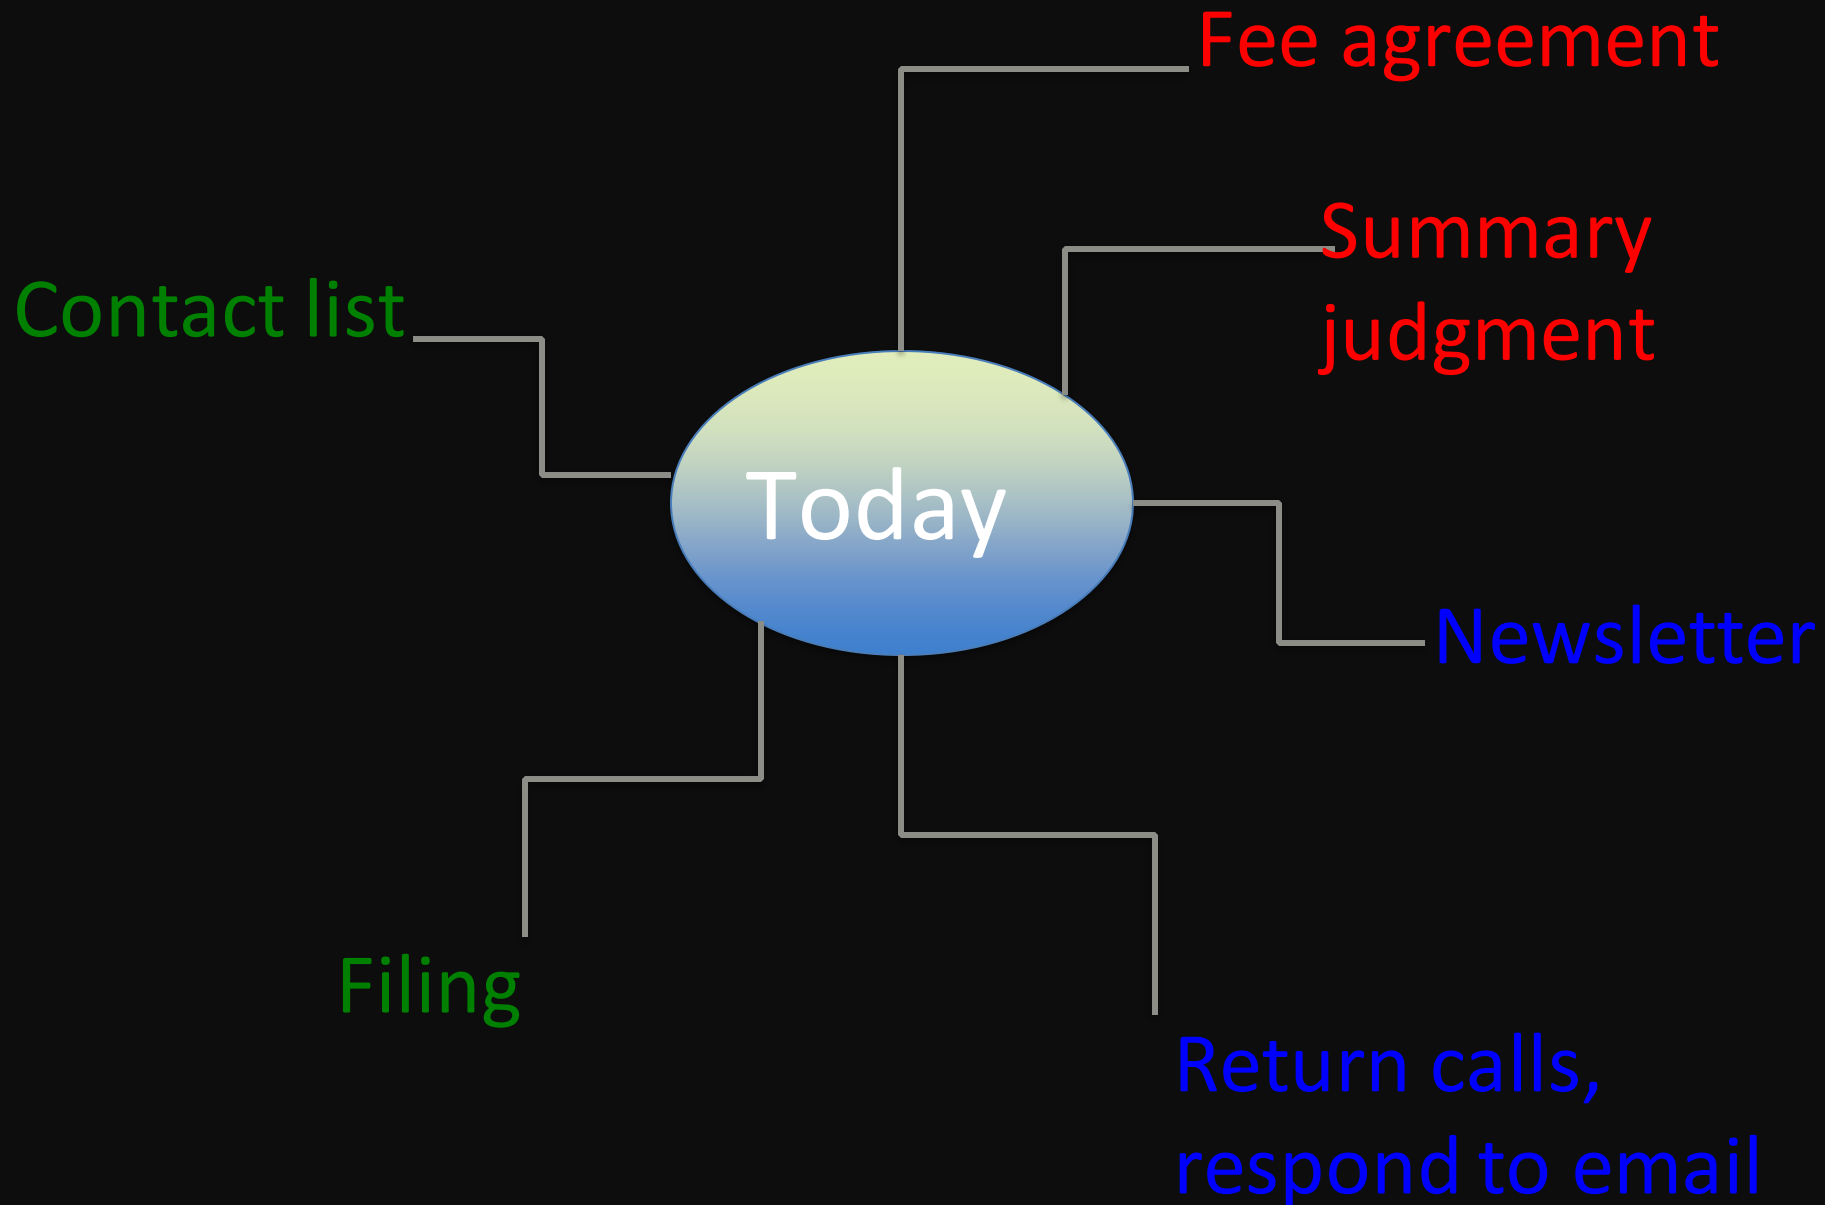 Fee agreement
Summary
judgment
Contact list
Today
Newsletter
Filing
Return calls,
respond to email